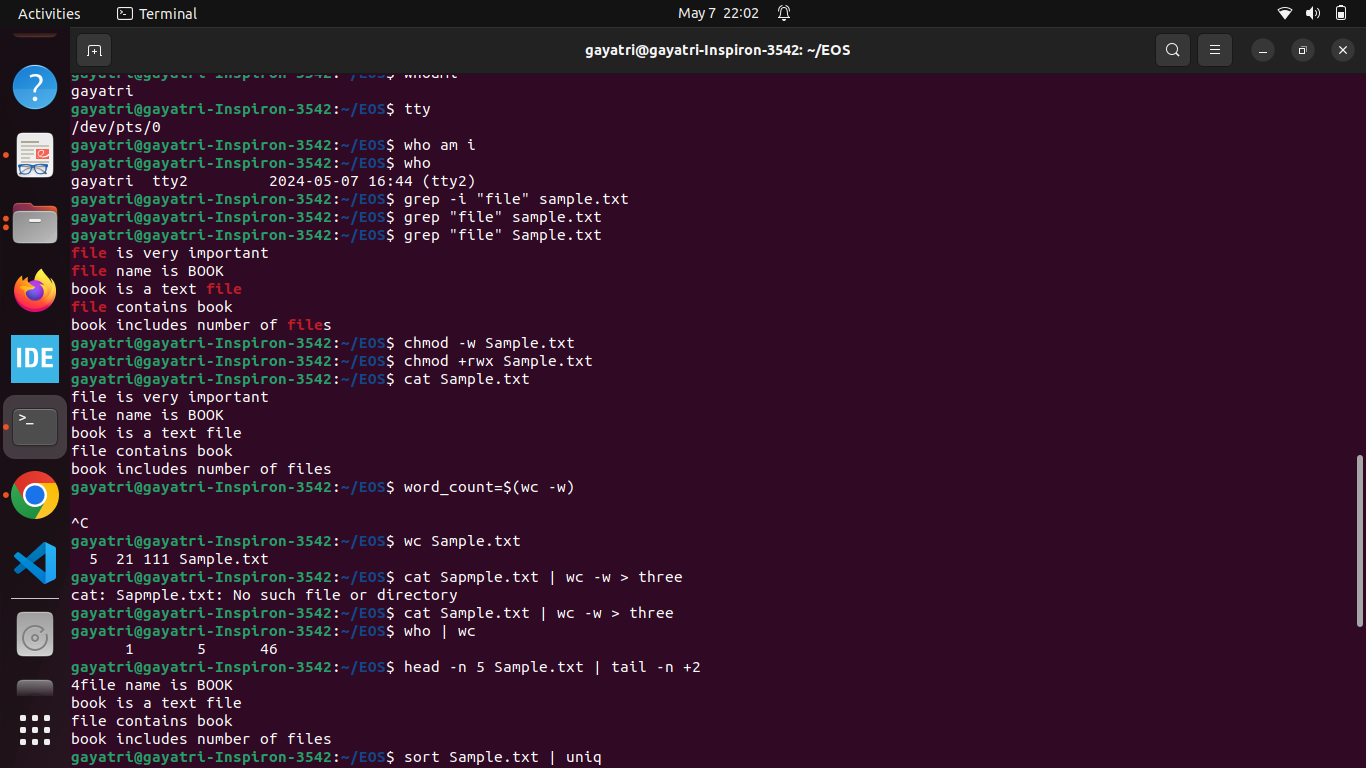 Activities
Terminal
May 7 22:02
gayatri@gayatri-Inspiron-3542: ~/EOS
gayatri@gayatri-Inspiron-3542:~/EOS$ whoami
gayatri
gayatri@gayatri-Inspiron-3542:~/EOS$ tty
/dev/pts/0
gayatri@gayatri-Inspiron-3542:~/EOS$ who am i
gayatri@gayatri-Inspiron-3542:~/EOS$ who
gayatri  tty2         2024-05-07 16:44 (tty2)
gayatri@gayatri-Inspiron-3542:~/EOS$ grep -i "file" sample.txt
gayatri@gayatri-Inspiron-3542:~/EOS$ grep "file" sample.txt
gayatri@gayatri-Inspiron-3542:~/EOS$ grep "file" Sample.txt
file is very important
file name is BOOK
book is a text file
file contains book
book includes number of files
gayatri@gayatri-Inspiron-3542:~/EOS$ chmod -w Sample.txt
gayatri@gayatri-Inspiron-3542:~/EOS$ chmod +rwx Sample.txt
gayatri@gayatri-Inspiron-3542:~/EOS$ cat Sample.txt
file is very important
file name is BOOK
book is a text file
file contains book
book includes number of files
gayatri@gayatri-Inspiron-3542:~/EOS$ word_count=$(wc -w)
^C
gayatri@gayatri-Inspiron-3542:~/EOS$ wc Sample.txt
  5  21 111 Sample.txt
gayatri@gayatri-Inspiron-3542:~/EOS$ cat Sapmple.txt | wc -w > three
cat: Sapmple.txt: No such file or directory
gayatri@gayatri-Inspiron-3542:~/EOS$ cat Sample.txt | wc -w > three
gayatri@gayatri-Inspiron-3542:~/EOS$ who | wc
      1       5      46
gayatri@gayatri-Inspiron-3542:~/EOS$ head -n 5 Sample.txt | tail -n +2
4file name is BOOK
book is a text file
file contains book
book includes number of files
gayatri@gayatri-Inspiron-3542:~/EOS$ sort Sample.txt | uniq
?
IDE
>_